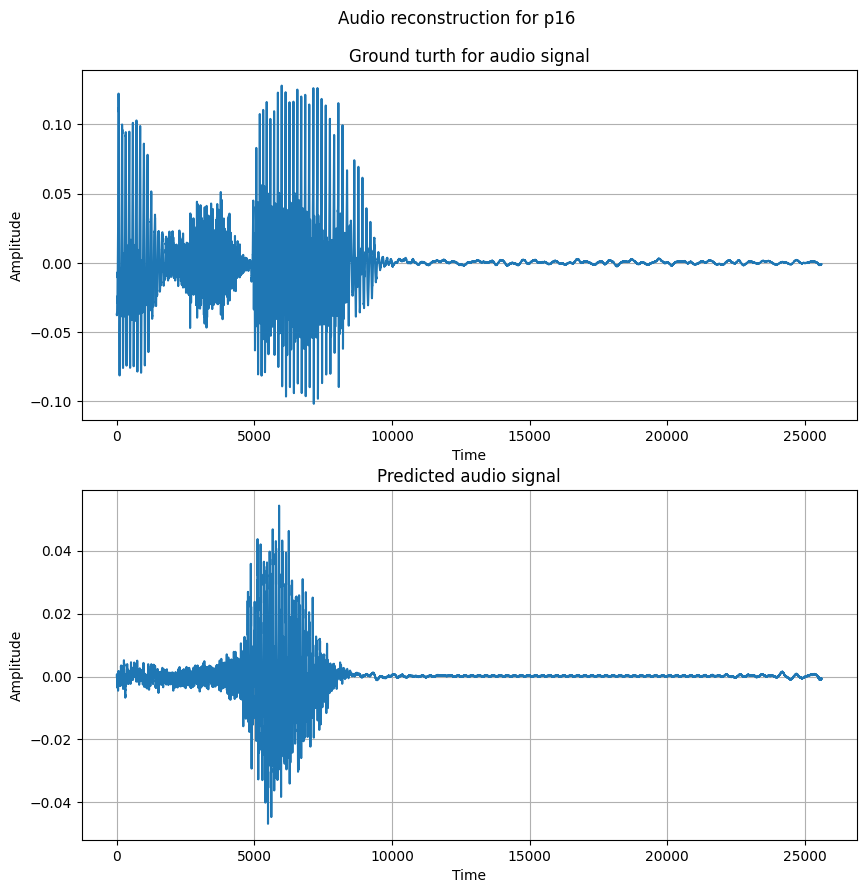 Audio reconstruction for p16
Ground turth for audio signal
0.10
0.05
0.00
−0.05
−0.10
Amplitude
0 5000 10000 15000 20000 25000
Time
Predicted audio signal
0.04
0.02
0.00
−0.02
−0.04
Amplitude
0 5000 10000 15000 20000 25000
Time